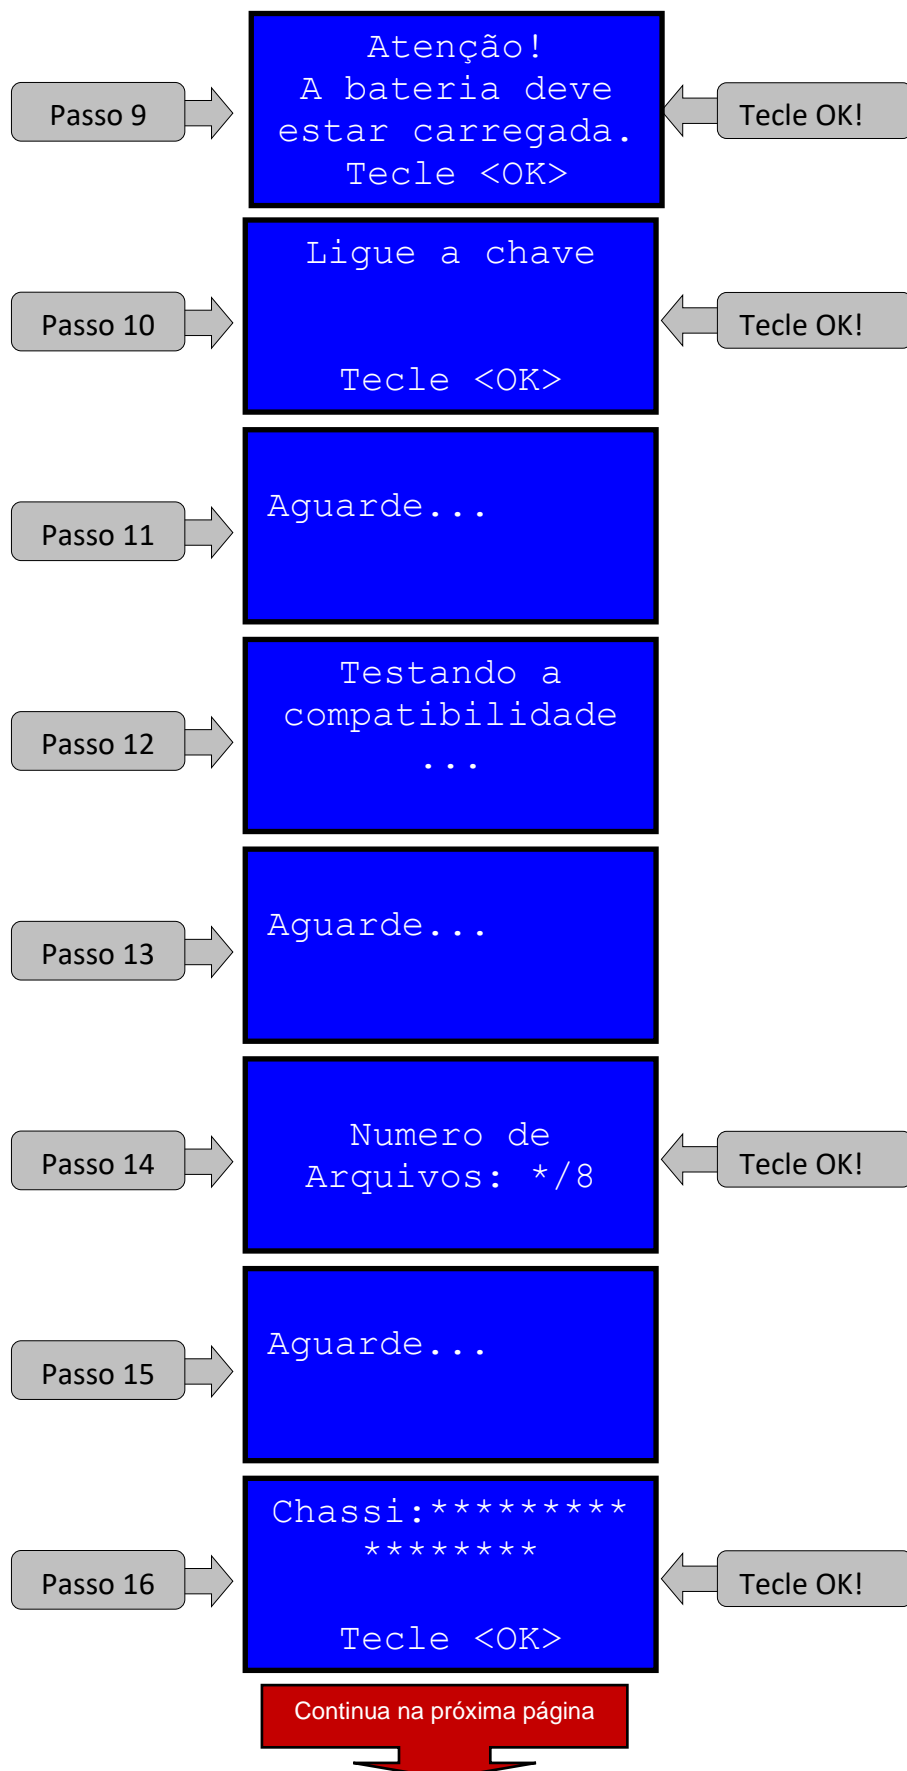 Passo 9
Atenção!
A bateria deve
estar carregada.
Tecle <OK>
Tecle OK!
Passo 10
Ligue a chave
Tecle <OK>
Tecle OK!
Passo 11
Aguarde...
Passo 12
Testando a
compatibilidade
...
Passo 13
Aguarde...
Passo 14
Numero de
Arquivos: */8
Tecle OK!
Passo 15
Aguarde...
Passo 16
Chassi:*********
********
Tecle <OK>
Tecle OK!
Continua na próxima página